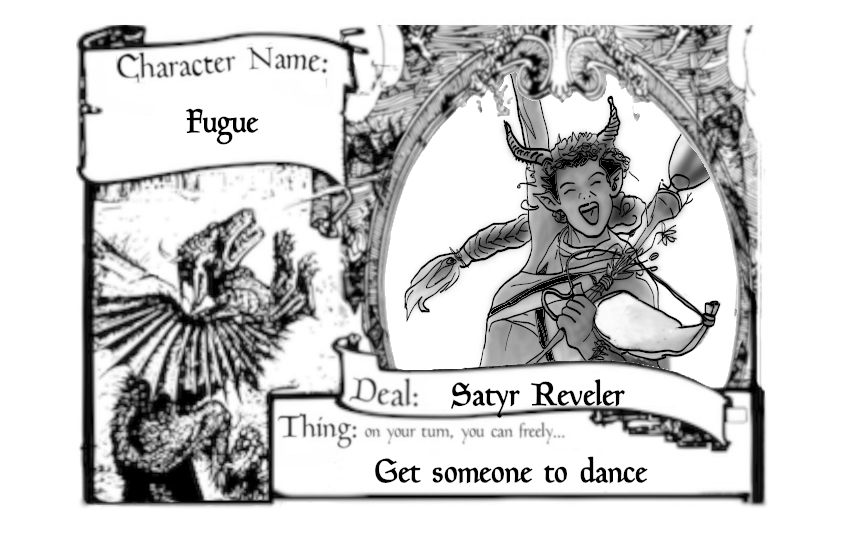 Character Name:
Fugue
Deal: Satyr Reveler
Thing: on your turn, you can freely...
Get someone to dance